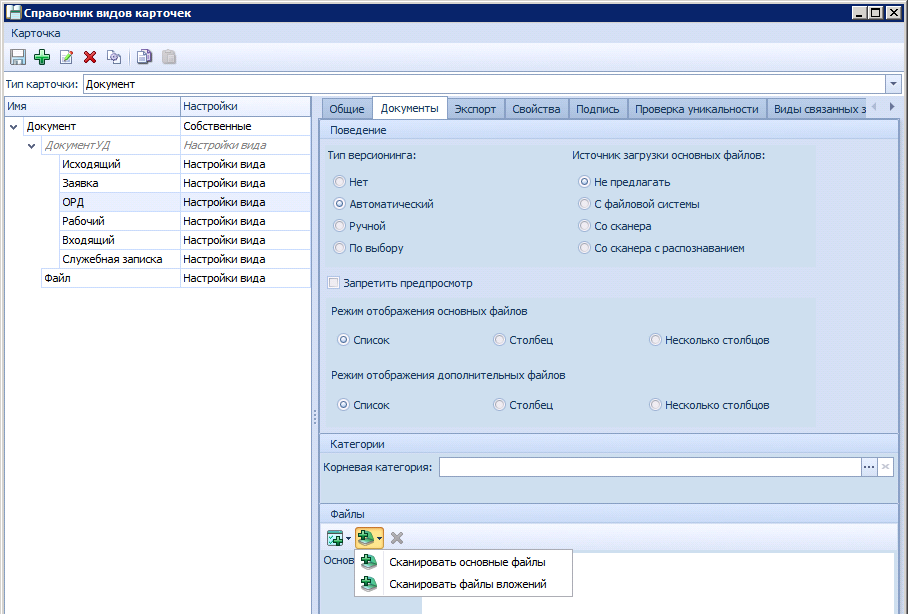 Справочник видов карточек
Карточка
Тип карточки: Документ
Имя Настройки
Документ Собственные
ДокументУД Настройки вида
Исходящий Настройки вида
Заявка Настройки вида
ОРД Настройки вида
Рабочий Настройки вида
Входящий Настройки вида
Служебная записка Настройки вида
Файл Настройки вида
Общие Документы Экспорт Свойства Подпись Проверка уникальности Виды связанных з
Поведение
Тип версионинга: Источник загрузки основных файлов:
Нет Не предлагать
Автоматический С файловой системы
Ручной Со сканера
По выбору Со сканера с распознаванием
Запретить предпросмотр
Режим отображения основных файлов
Список Столбец Несколько столбцов
Режим отображения дополнительных файлов
Список Столбец Несколько столбцов
Категории
Корневая категория:
Файлы
Основ
Сканировать основные файлы
Сканировать файлы вложений